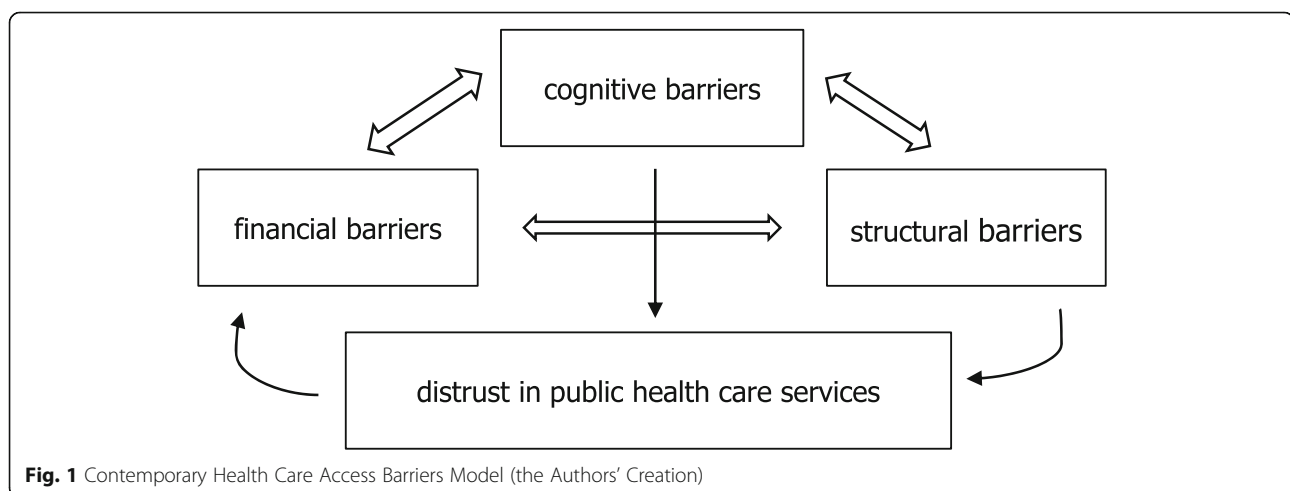 cognitive barriers
financial barriers
structural barriers
distrust in public health care services
Fig. 1 Contemporary Health Care Access Barriers Model (the Authors’ Creation)